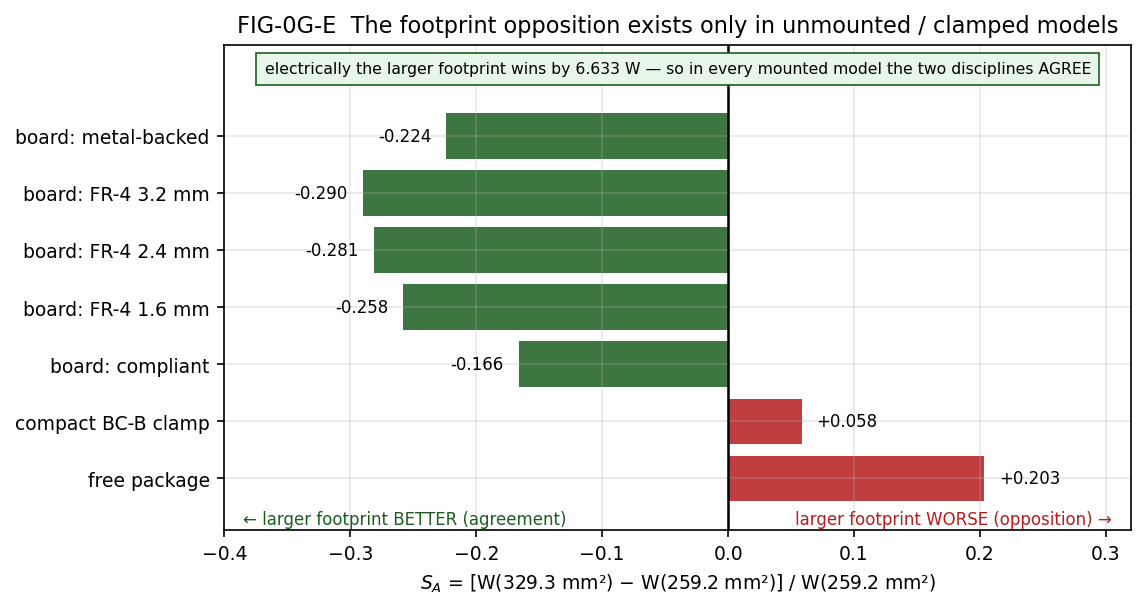 FIG-0G-E  The footprint opposition exists only in unmounted / clamped models
electrically the larger footprint wins by 6.633 W — so in every mounted model the two disciplines AGREE
board: metal-backed
-0.224
board: FR-4 3.2 mm
-0.290
board: FR-4 2.4 mm
-0.281
board: FR-4 1.6 mm
-0.258
board: compliant
-0.166
compact BC-B clamp
+0.058
free package
+0.203
← larger footprint BETTER (agreement)
larger footprint WORSE (opposition) →
−0.4 −0.3 −0.2 −0.1 0.0 0.1 0.2 0.3
S_A = [W(329.3 mm²) − W(259.2 mm²)] / W(259.2 mm²)